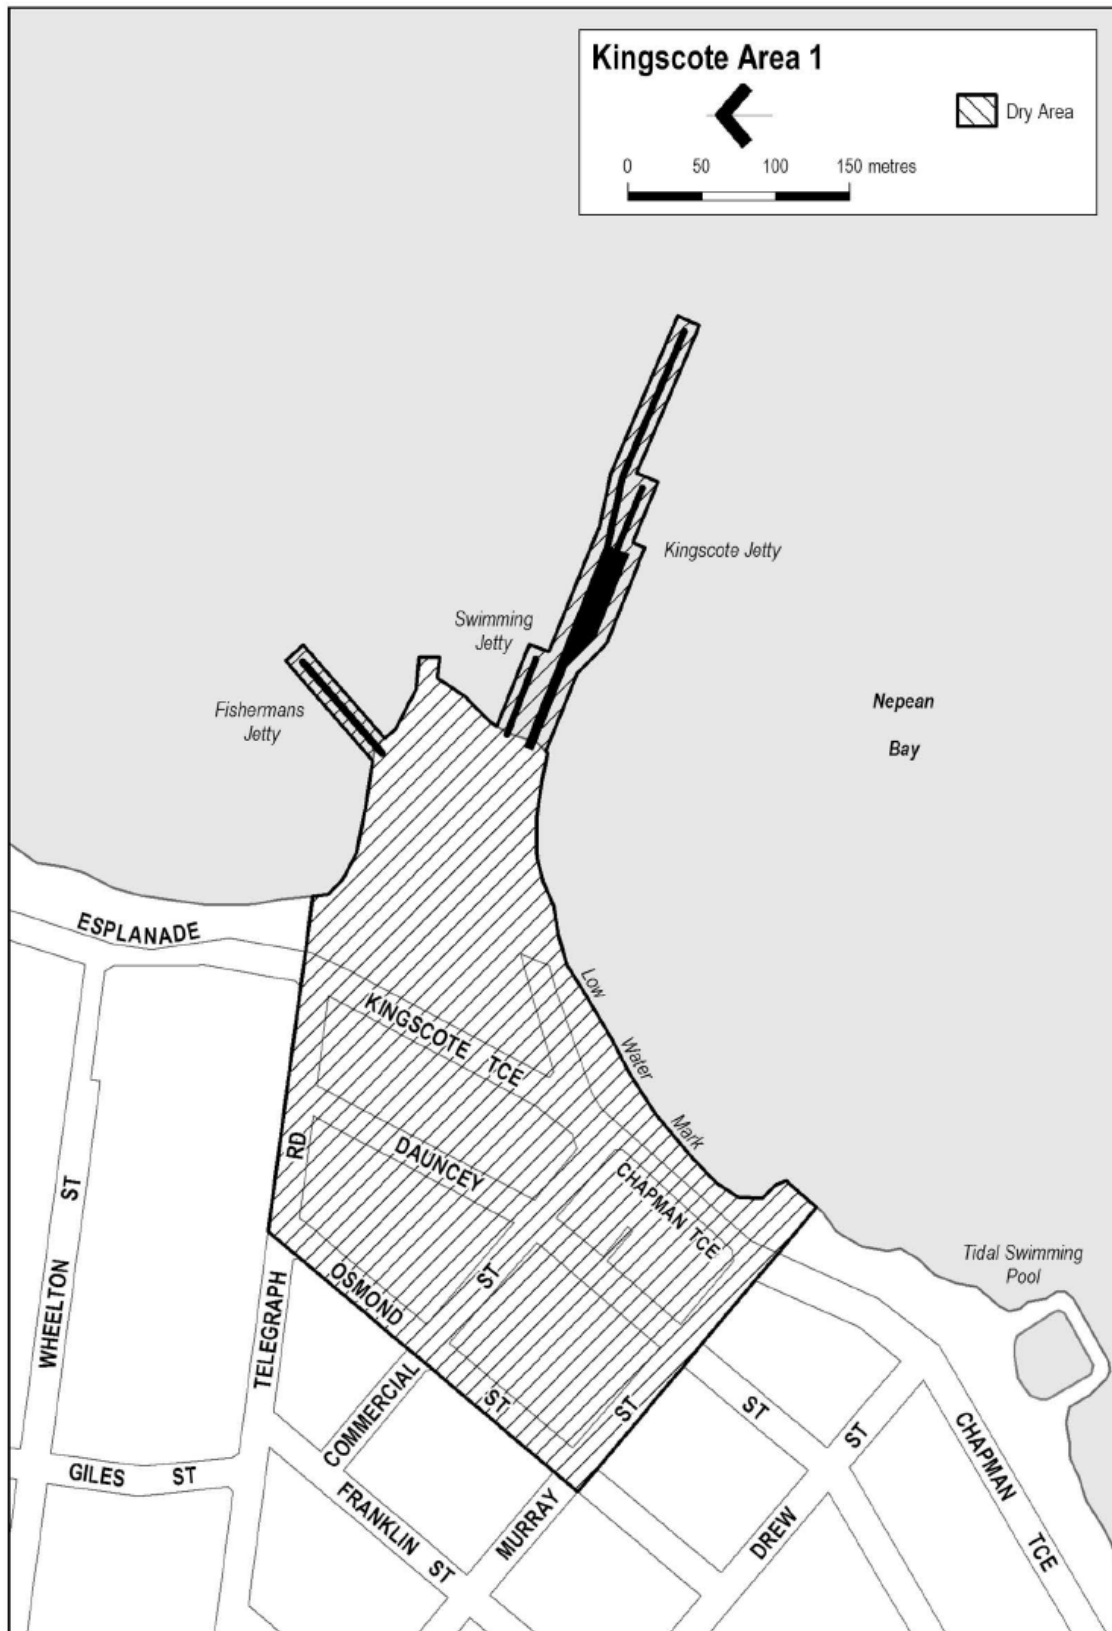 Kingscote Area 1
Dry Area
0 50 100 150 metres
Kingscote Jetty
Swimming
Jetty
Fishermans
Jetty
Nepean
Bay
ESPLANADE
Low Water Mark
KINGSCOTE TCE
DAUNCEY
ST
RD
CHAPMAN TCE
Tidal Swimming
Pool
WHEELTON ST
TELEGRAPH
OSMOND
ST
COMMERCIAL
ST
ST
DREW
ST
CHAPMAN
TCE
GILES ST
FRANKLIN ST
MURRAY